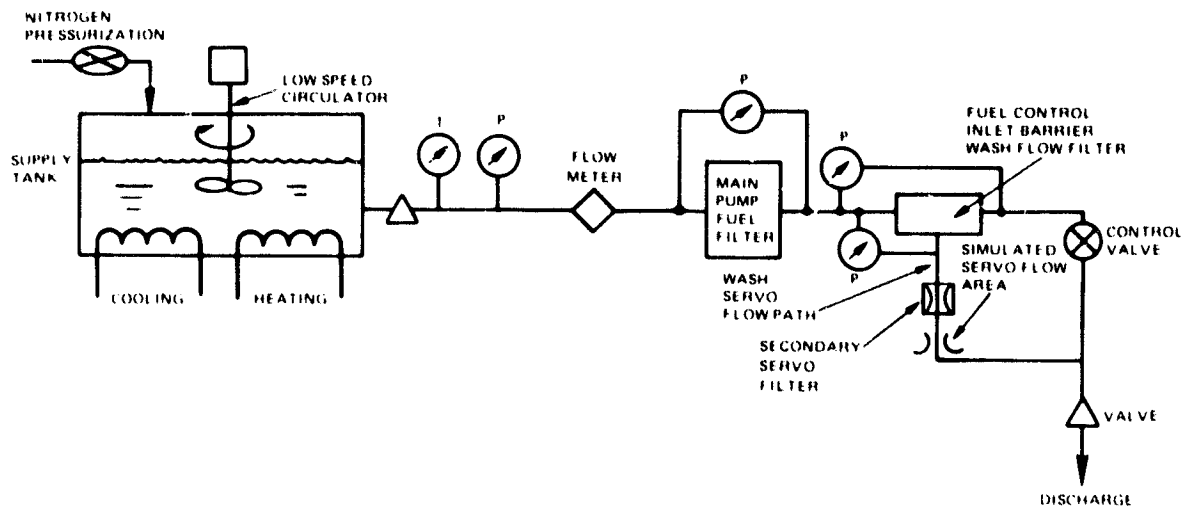 NITROGEN
PRESSURIZATION
LOW SPEED
CIRCULATOR
SUPPLY
TANK
COOLING
HEATING
T
P
FLOW
METER
P
MAIN
PUMP
FUEL
FILTER
P
P
FUEL CONTROL
INLET BARRIER
WASH FLOW FILTER
CONTROL
VALVE
SIMULATED
SERVO FLOW
AREA
WASH
SERVO
FLOW PATH
SECONDARY
SERVO
FILTER
VALVE
DISCHARGE